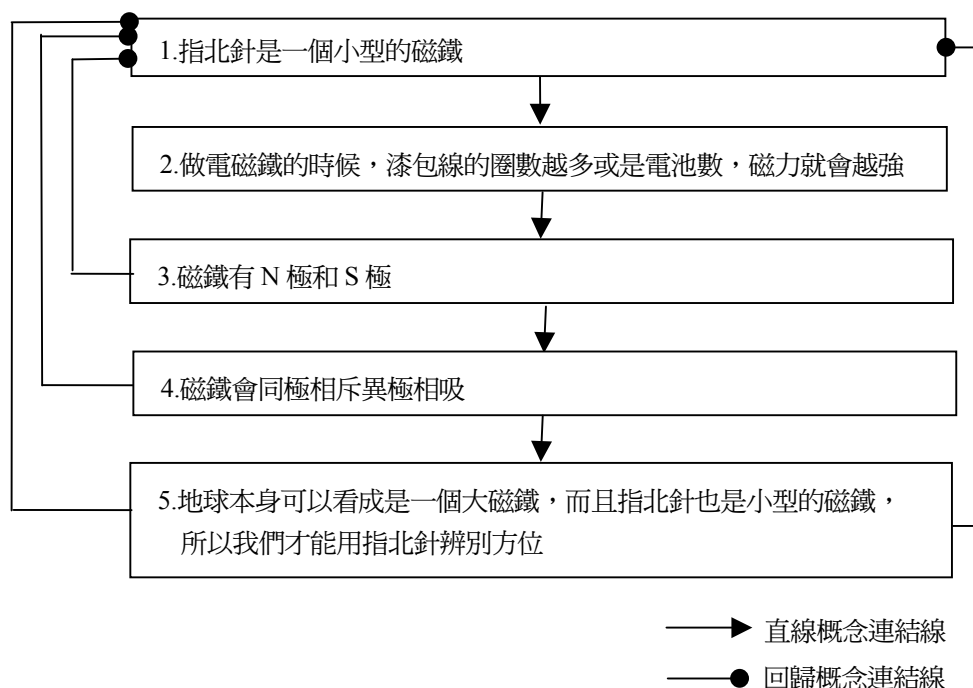 1.指北針是一個小型的磁鐵
2.做電磁鐵的時候，漆包線的圈數越多或是電池數，磁力就會越強
3.磁鐵有 N 極和 S 極
4.磁鐵會同極相斥異極相吸
5.地球本身可以看成是一個大磁鐵，而且指北針也是小型的磁鐵，
所以我們才能用指北針辨別方位
直線概念連結線
回歸概念連結線